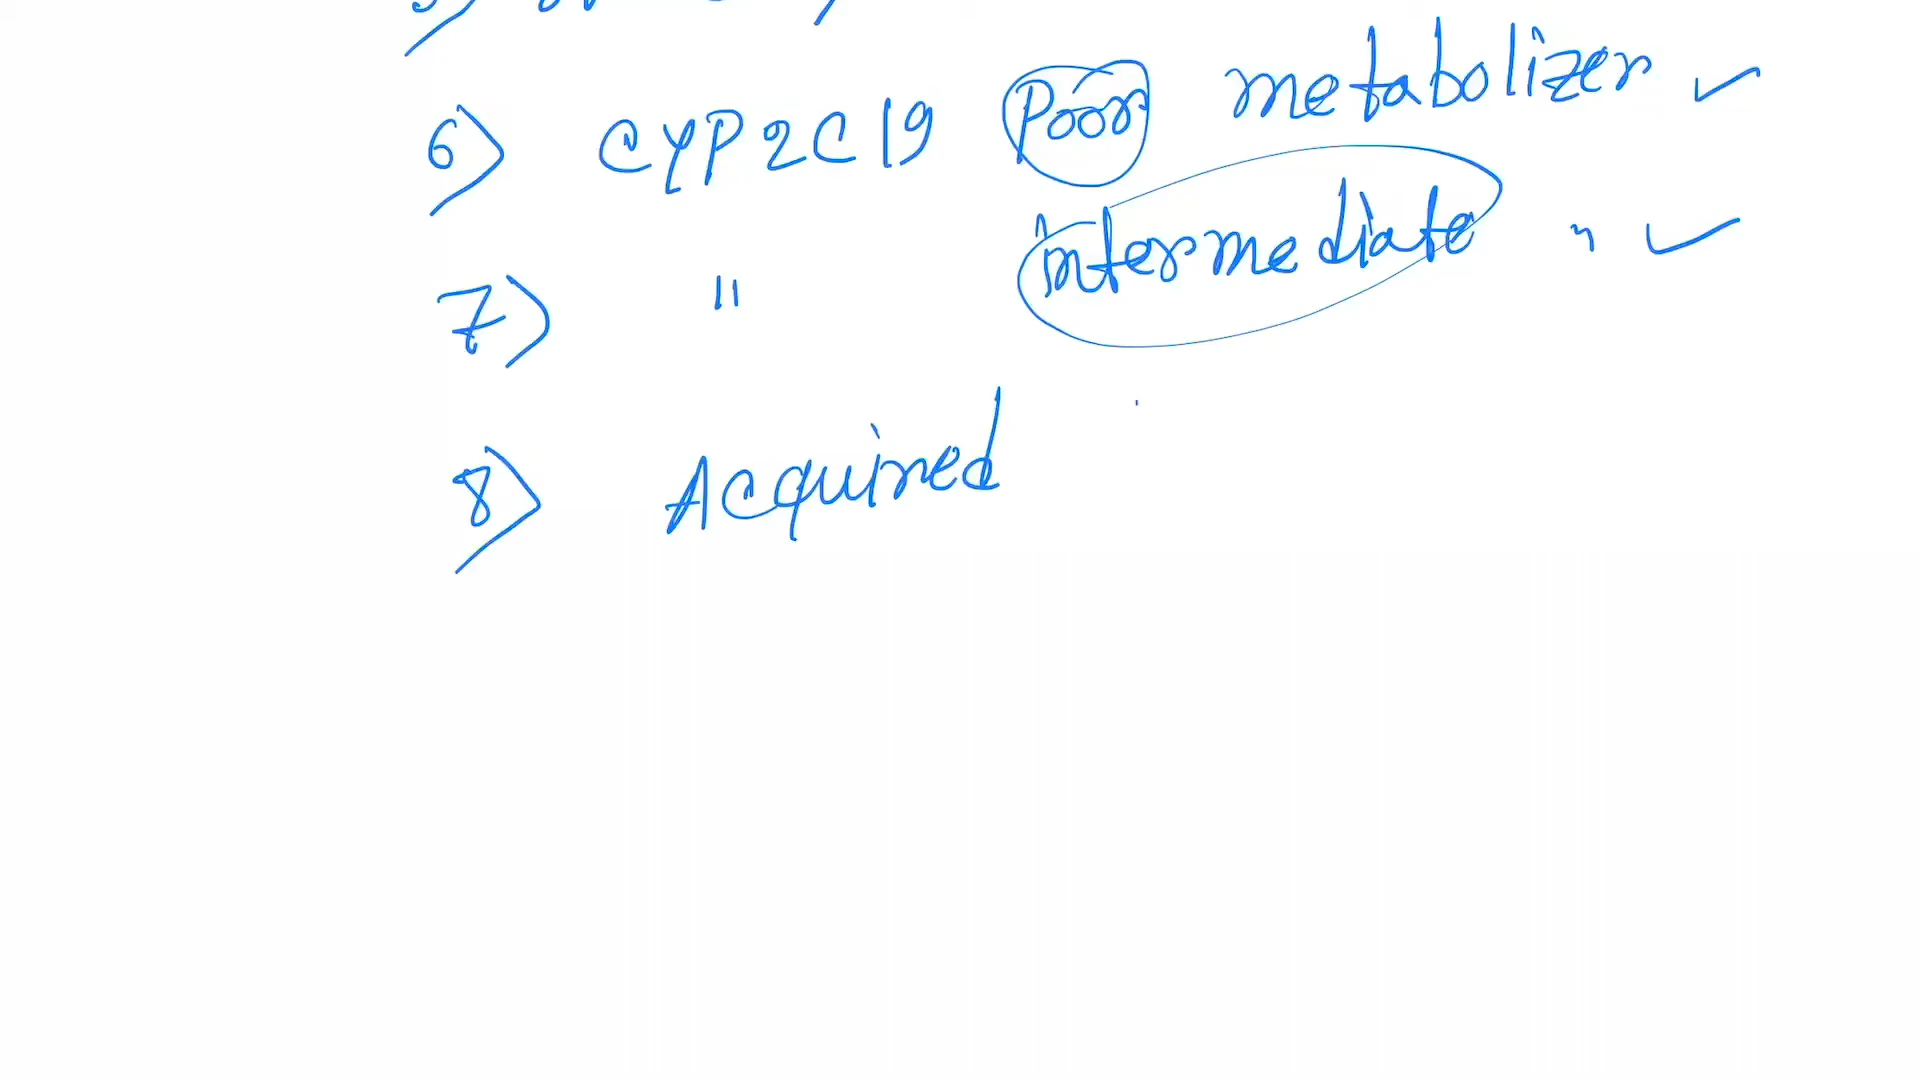 6) CYP2C19 Poor metabolizer ✓
7) " intermediate " ✓
8) Acquired